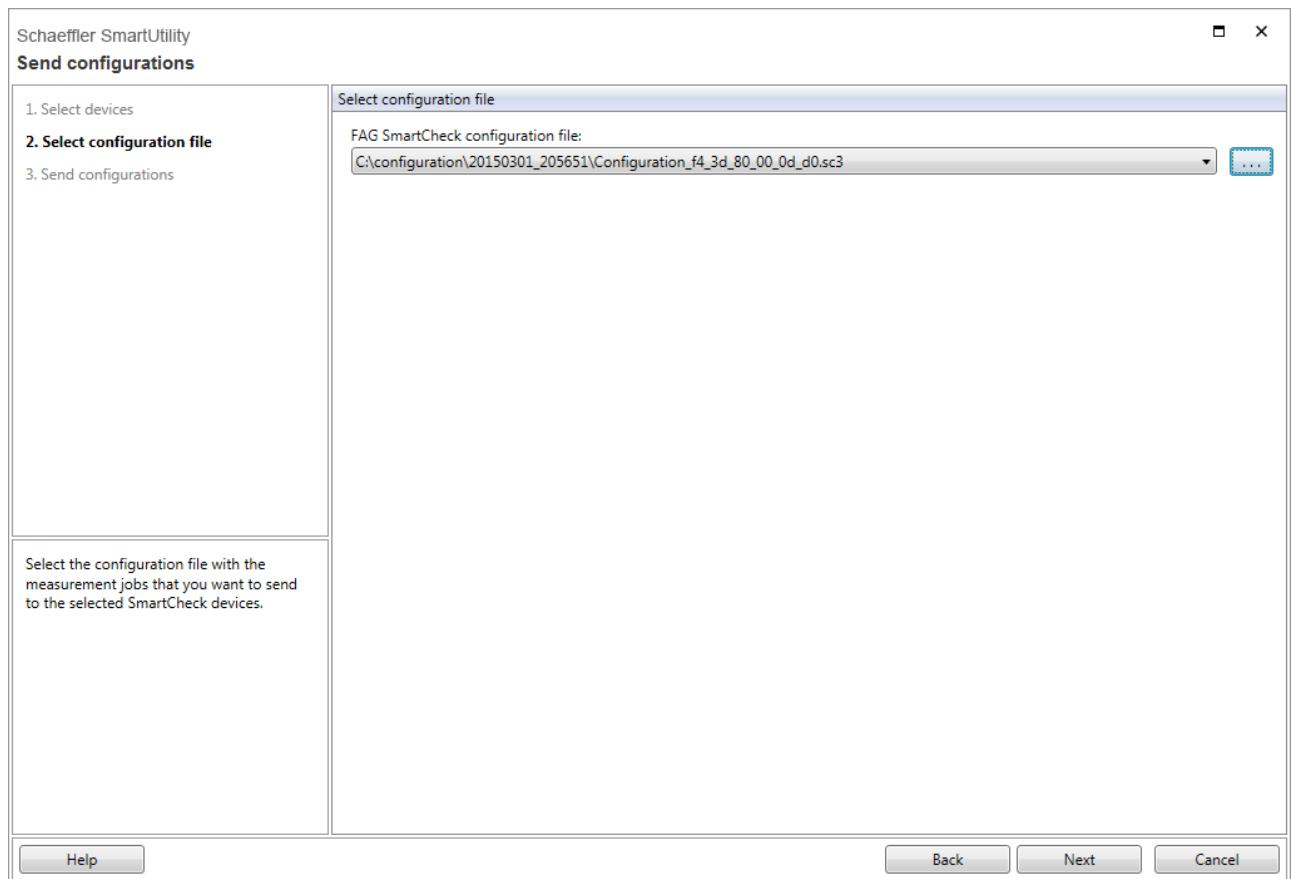 Schaeffler SmartUtility
Send configurations
1. Select devices
2. Select configuration file
3. Send configurations
Select the configuration file with the
measurement jobs that you want to send
to the selected SmartCheck devices.
Select configuration file
FAG SmartCheck configuration file:
C:\configuration\20150301_205651\Configuration_f4_3d_80_00_0d_d0.sc3
...
Help
Back
Next
Cancel